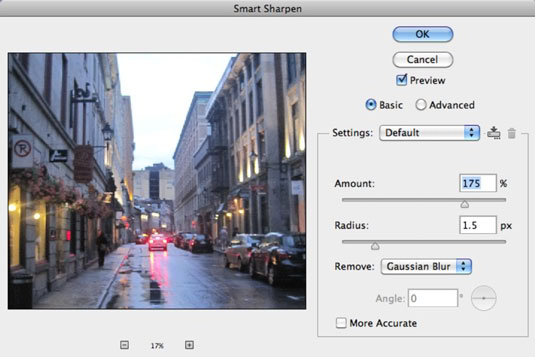 Smart Sharpen
OK
Cancel
Preview
Basic Advanced
Settings: Default
Amount: 175 %
Radius: 1.5 px
Remove: Gaussian Blur
Angle: 0 °
More Accurate
17%
P